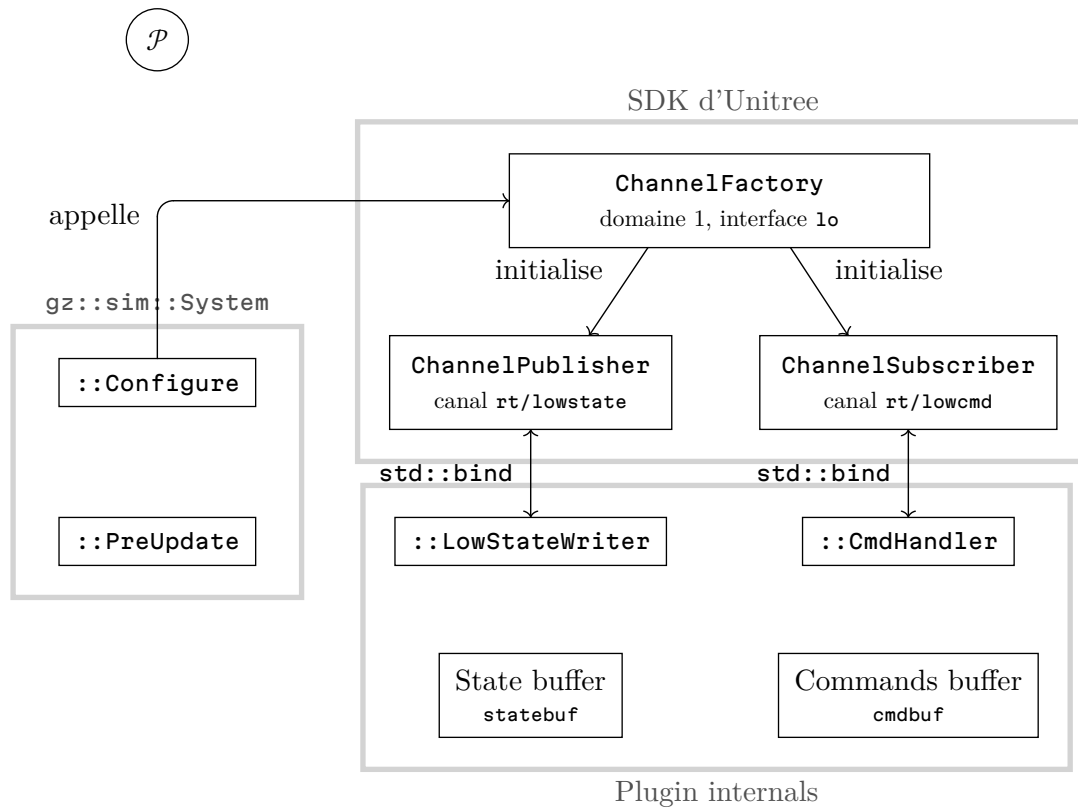 𝒫
SDK d'Unitree
ChannelFactory
domaine 1, interface lo
appelle
initialise
initialise
gz::sim::System
::Configure
ChannelPublisher
canal rt/lowstate
ChannelSubscriber
canal rt/lowcmd
std::bind
std::bind
::PreUpdate
::LowStateWriter
::CmdHandler
State buffer
statebuf
Commands buffer
cmdbuf
Plugin internals